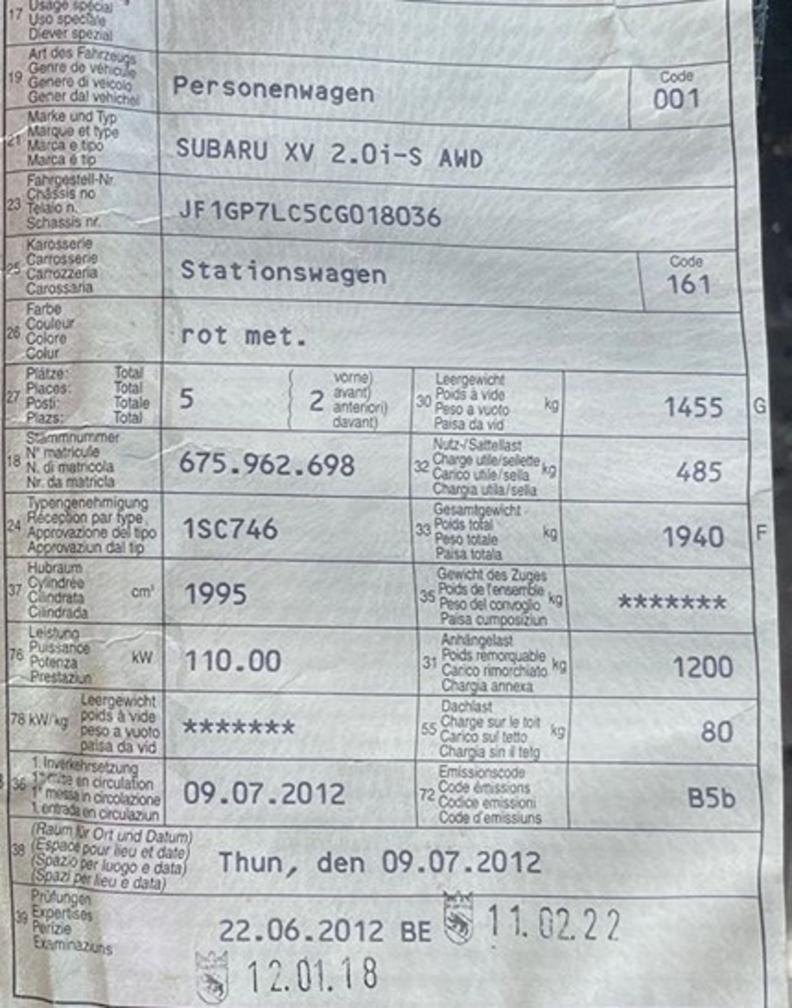 17 Usage spécial
Uso speciale
Diever spezial
19 Art des Fahrzeugs
Genre de véhicule
Genere di veicolo
Gener dal vehichel
Personenwagen
Code
001
21 Marke und Typ
Marque et type
Marca e tipo
Marca e tip
SUBARU XV 2.0i-S AWD
23 Fahrgestell-Nr.
Châssis no
Telaio n.
Schassis nr.
JF1GP7LC5CG018036
25 Karosserie
Carrosserie
Carrozzeria
Carossaria
Stationswagen
Code
161
26 Farbe
Couleur
Colore
Colur
rot met.
27 Plätze: Total
Places: Total
Posti: Totale
Plazs: Total
5
2 vorne)
avant)
anteriori)
davant)
30 Leergewicht
Poids à vide
Peso a vuoto
Paisa da vid
kg
1455
G
18 Stammnummer
N° matricule
N. di matricola
Nr. da matricla
675.962.698
32 Nutz-/Sattellast
Charge utile/sellette
Carico utile/sella
Chargia utila/sella
kg
485
24 Typengenehmigung
Réception par type
Approvazione del tipo
Approvaziun dal tip
1SC746
33 Gesamtgewicht
Poids total
Peso totale
Paisa totala
kg
1940
F
37 Hubraum
Cylindrée
Cilindrata
Cilindrada
cm³
1995
35 Gewicht des Zuges
Poids de l'ensemble
Peso del convoglio
Paisa cumposiziun
kg
*******
76 Leistung
Puissance
Potenza
Prestaziun
kW
110.00
31 Anhängelast
Poids remorquable
Carico rimorchiato
Chargia annexa
kg
1200
78 kW/kg Leergewicht
poids à vide
peso a vuoto
paisa da vid
*******
55 Dachlast
Charge sur le toit
Carico sul tetto
Chargia sin il tetg
kg
80
36 1. Inverkehrsetzung
en circulation
1ª messa in circolazione
1. entrada en circulaziun
09.07.2012
72 Emissionscode
Code émissions
Codice emissioni
Code d'emissiuns
B5b
38 (Raum für Ort und Datum)
(Espace pour lieu et date)
(Spazio per luogo e data)
(Spazi per lieu e data)
Thun, den 09.07.2012
39 Prüfungen
Expertises
Perizie
Examinaziuns
22.06.2012 BE 11.02.22
12.01.18